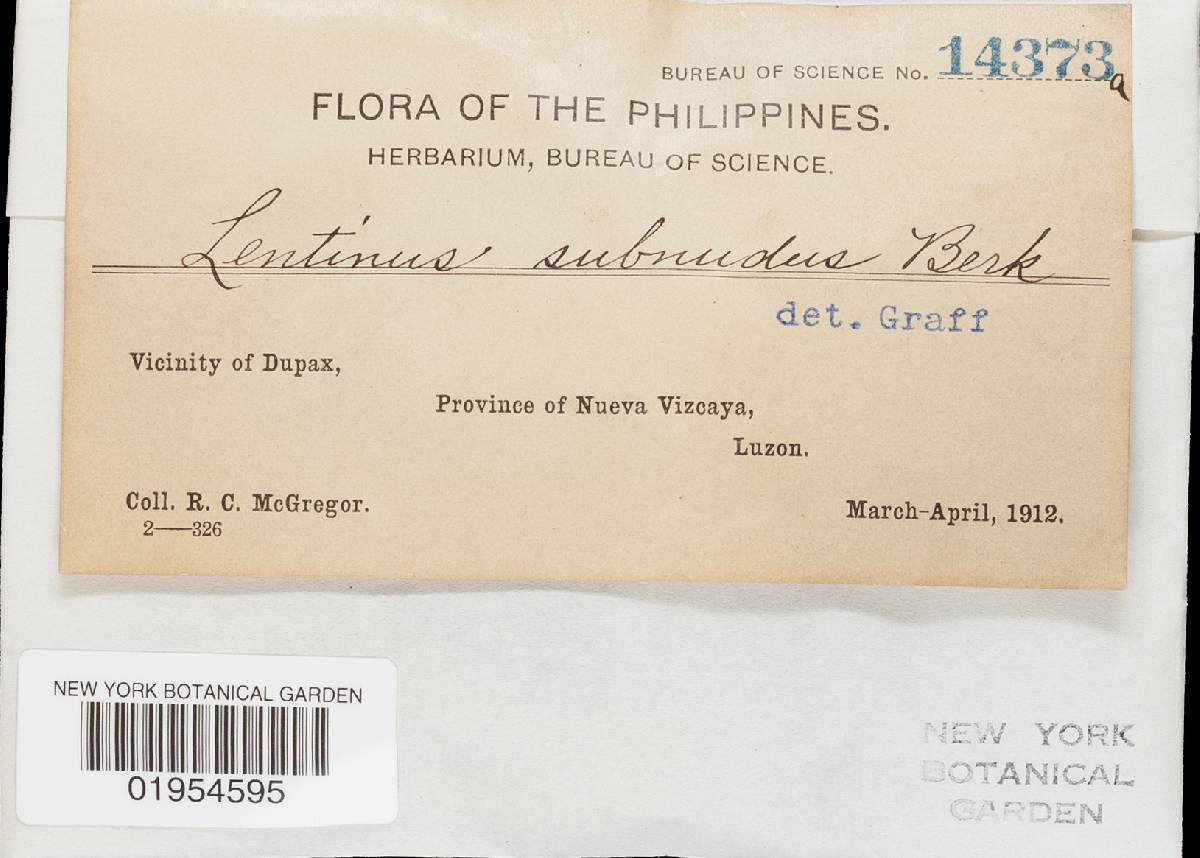 BUREAU OF SCIENCE No. 14373a
FLORA OF THE PHILIPPINES.
HERBARIUM, BUREAU OF SCIENCE.
Lentinus subnudus Berk
det. Graff
Vicinity of Dupax,
Province of Nueva Vizcaya,
Luzon.
Coll. R. C. McGregor.
March-April, 1912.
2——326
NEW YORK BOTANICAL GARDEN
01954595
NEW YORK
BOTANICAL
GARDEN